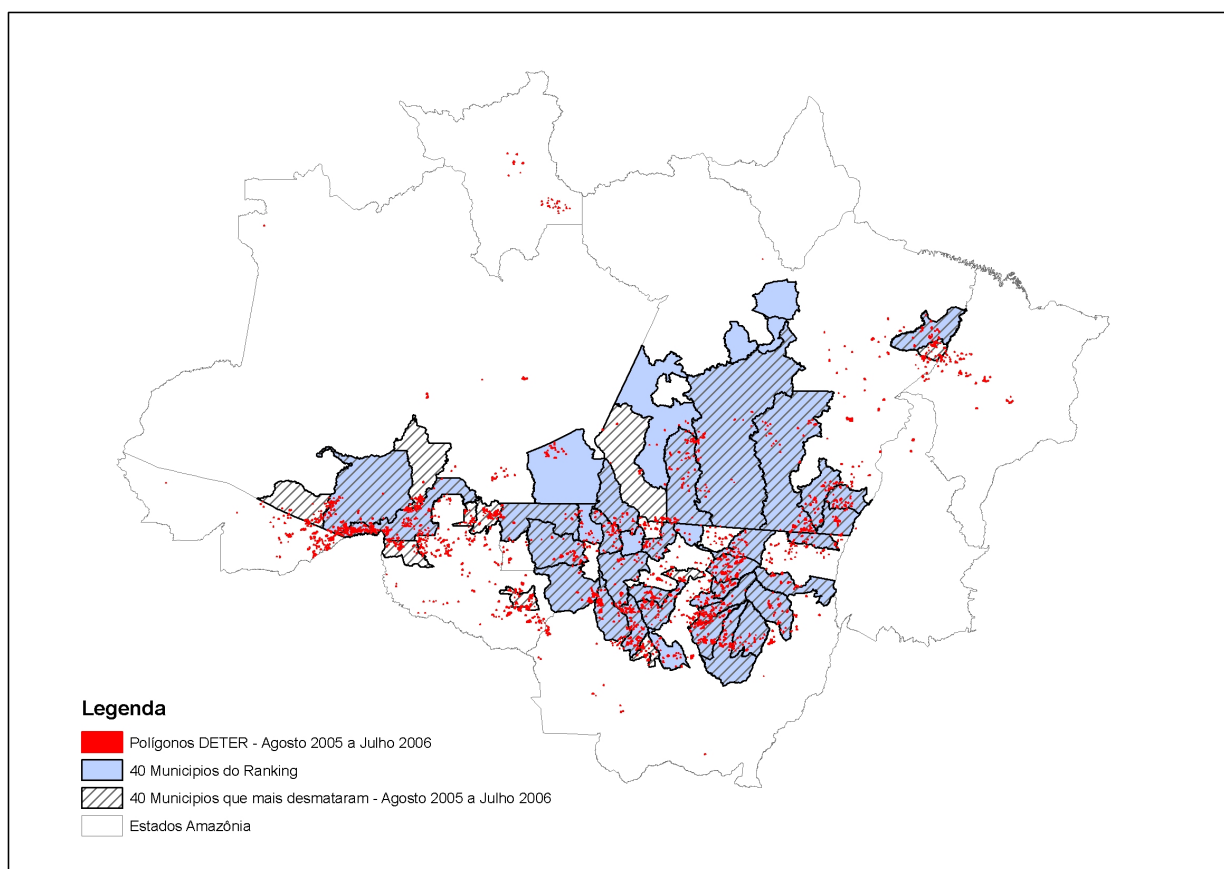 Legenda
Polígonos DETER - Agosto 2005 a Julho 2006
40 Municipios do Ranking
40 Municipios que mais desmataram - Agosto 2005 a Julho 2006
Estados Amazônia